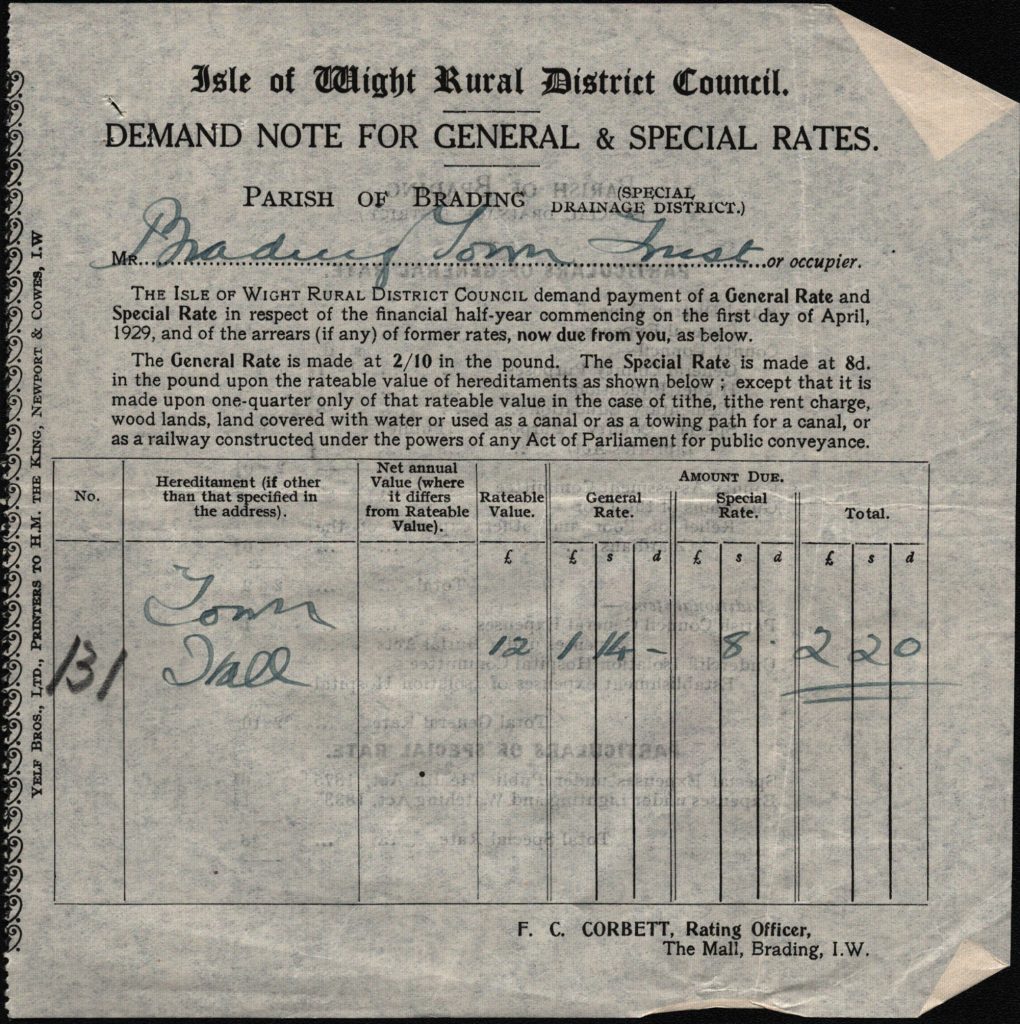 Isle of Wight Rural District Council.
DEMAND NOTE FOR GENERAL & SPECIAL RATES.
PARISH OF BRADING (SPECIAL DRAINAGE DISTRICT.)
MR. Brading Town Trust or occupier.
THE ISLE OF WIGHT RURAL DISTRICT COUNCIL demand payment of a General Rate and
Special Rate in respect of the financial half-year commencing on the first day of April,
1929, and of the arrears (if any) of former rates, now due from you, as below.
The General Rate is made at 2/10 in the pound. The Special Rate is made at 8d.
in the pound upon the rateable value of hereditaments as shown below ; except that it is
made upon one-quarter only of that rateable value in the case of tithe, tithe rent charge,
wood lands, land covered with water or used as a canal or as a towing path for a canal, or
as a railway constructed under the powers of any Act of Parliament for public conveyance.
No.
Hereditament (if other
than that specified in
the address).
Net annual
Value (where
it differs
from Rateable
Value).
Rateable
Value.
AMOUNT DUE.
General
Rate.
Special
Rate.
Total.
£ £ s d £ s d £ s d
Town
131 Hall 12 1 14 - 8 . 2 2 0
F. C. CORBETT, Rating Officer,
The Mall, Brading, I.W.
YELF BROS., LTD., PRINTERS TO H.M. THE KING, NEWPORT & COWES, I.W